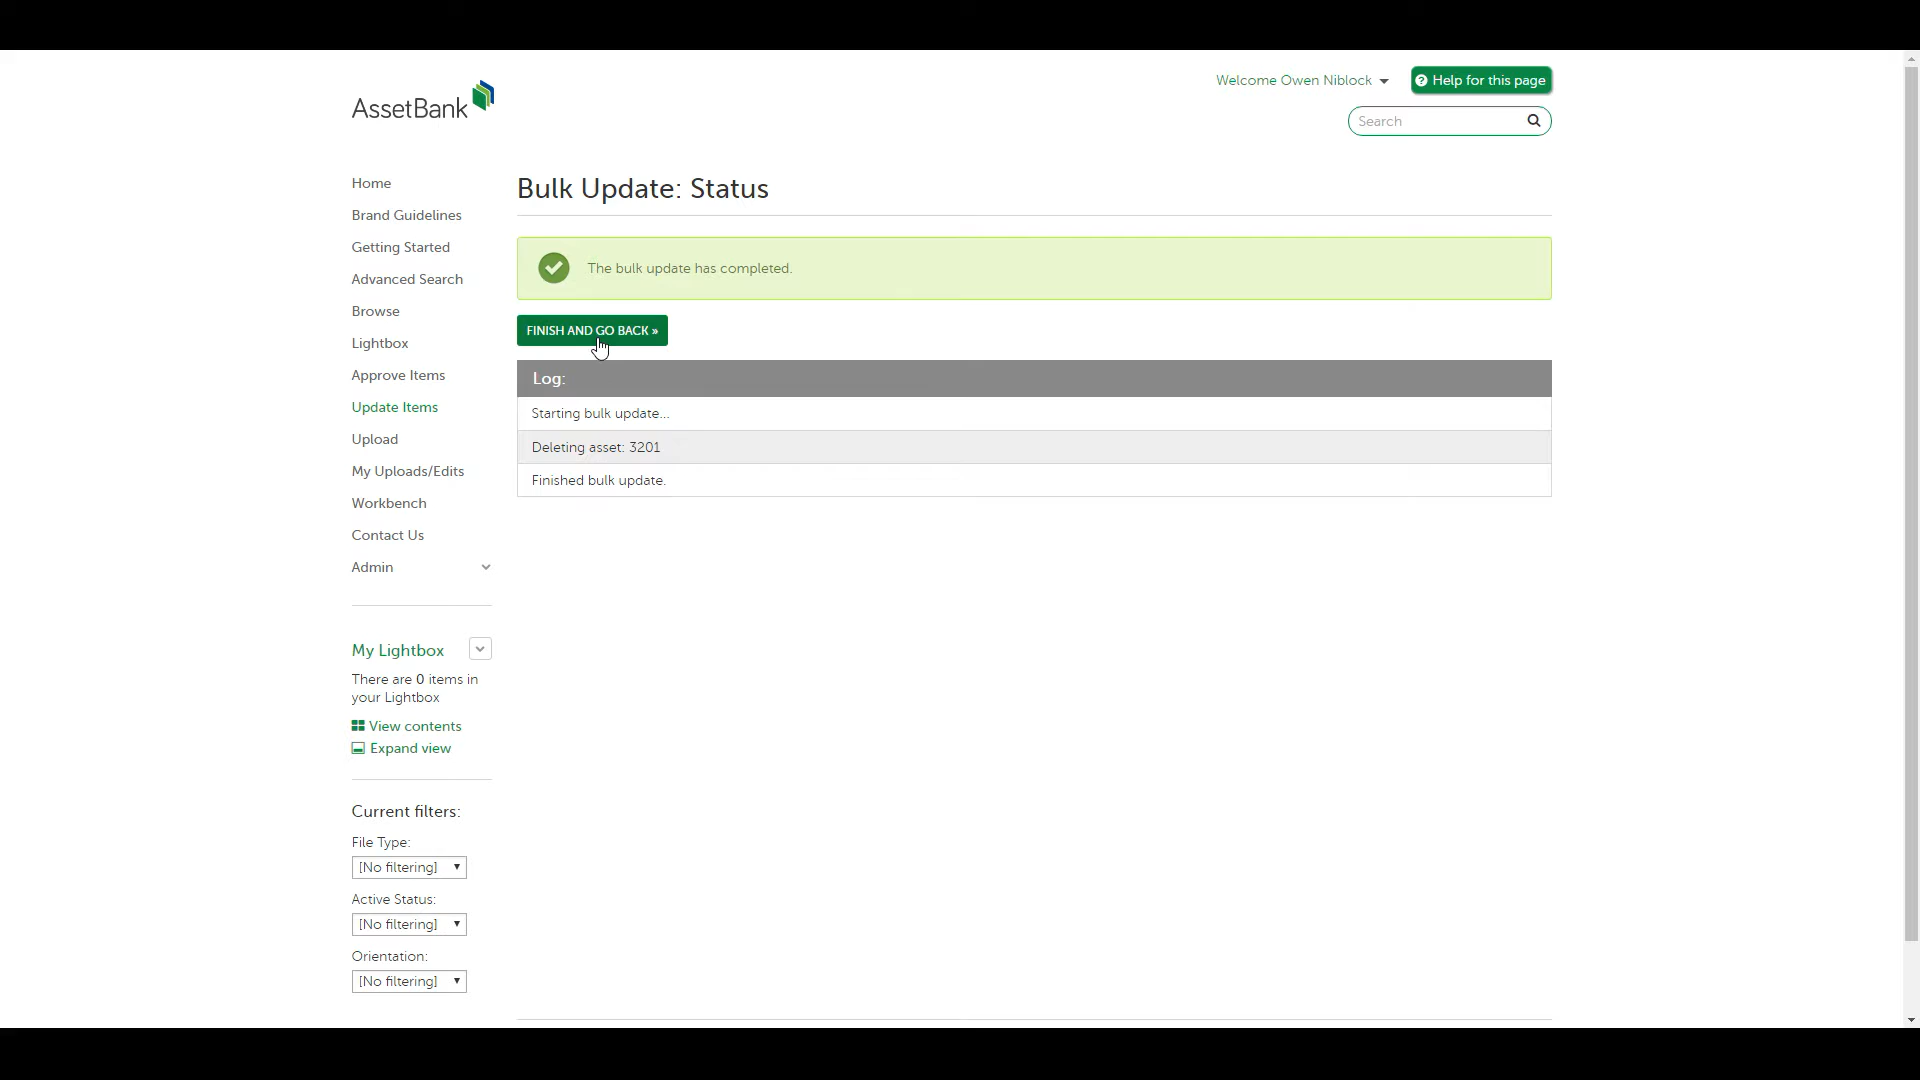 AssetBank
Welcome Owen Niblock
Help for this page
Search
Home
Brand Guidelines
Getting Started
Advanced Search
Browse
Lightbox
Approve Items
Update Items
Upload
My Uploads/Edits
Workbench
Contact Us
Admin
My Lightbox
There are 0 items in
your Lightbox
View contents
Expand view
Current filters:
File Type:
[No filtering]
Active Status:
[No filtering]
Orientation:
[No filtering]
Bulk Update: Status
The bulk update has completed.
FINISH AND GO BACK »
Log:
Starting bulk update...
Deleting asset: 3201
Finished bulk update.